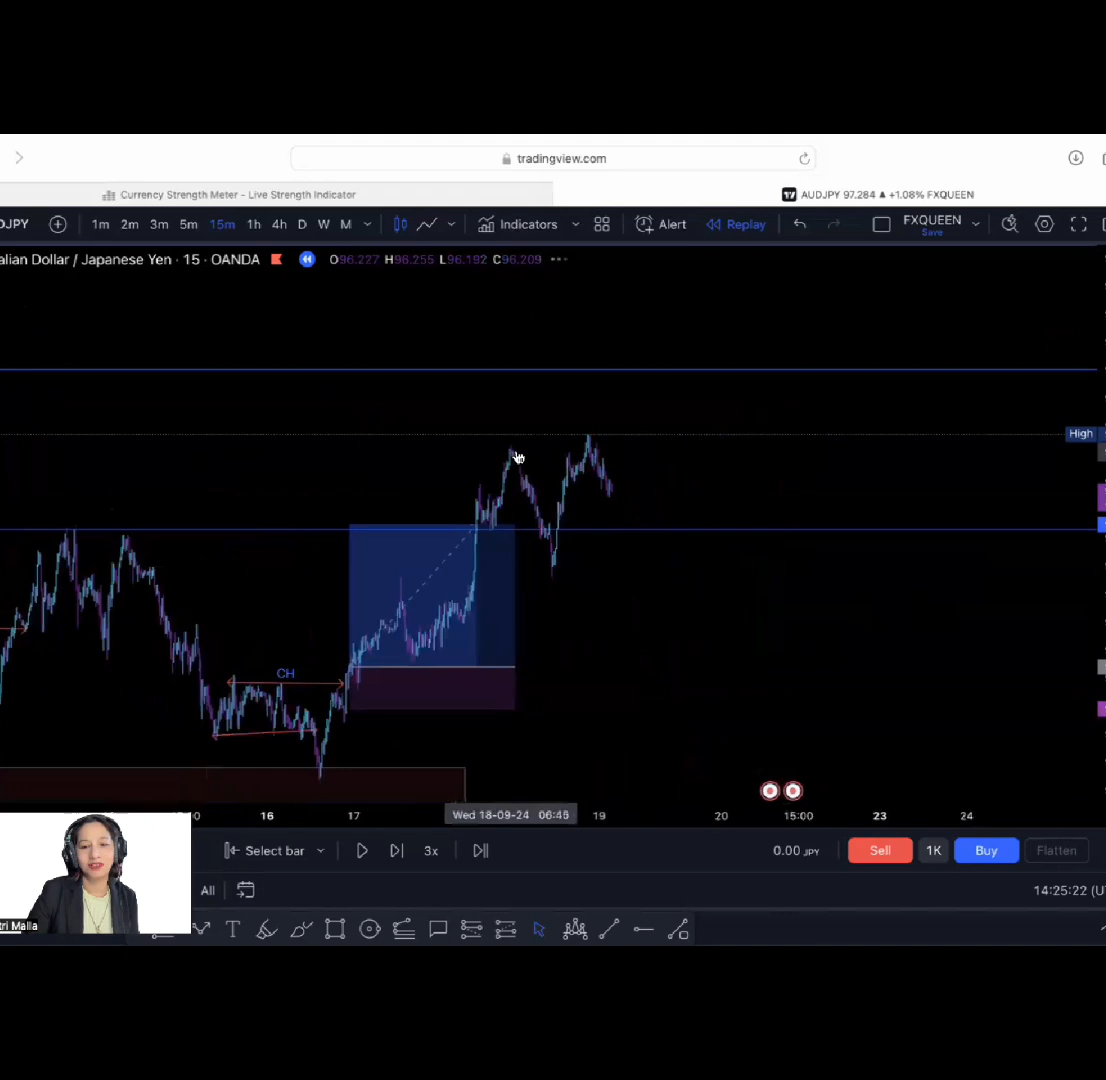 tradingview.com
Currency Strength Meter - Live Strength Indicator
AUDJPY 97.284 ▲ +1.08% FXQUEEN
DJPY 1m 2m 3m 5m 15m 1h 4h D W M Indicators Alert Replay FXQUEEN
Save
alian Dollar / Japanese Yen · 15 · OANDA O96.227 H96.255 L96.192 C96.209
High
CH
16 17 Wed 18-09-24 06:45 19 20 15:00 23 24
Select bar 3x 0.00 JPY Sell 1K Buy Flatten
All 14:25:22 (U
tri Malla